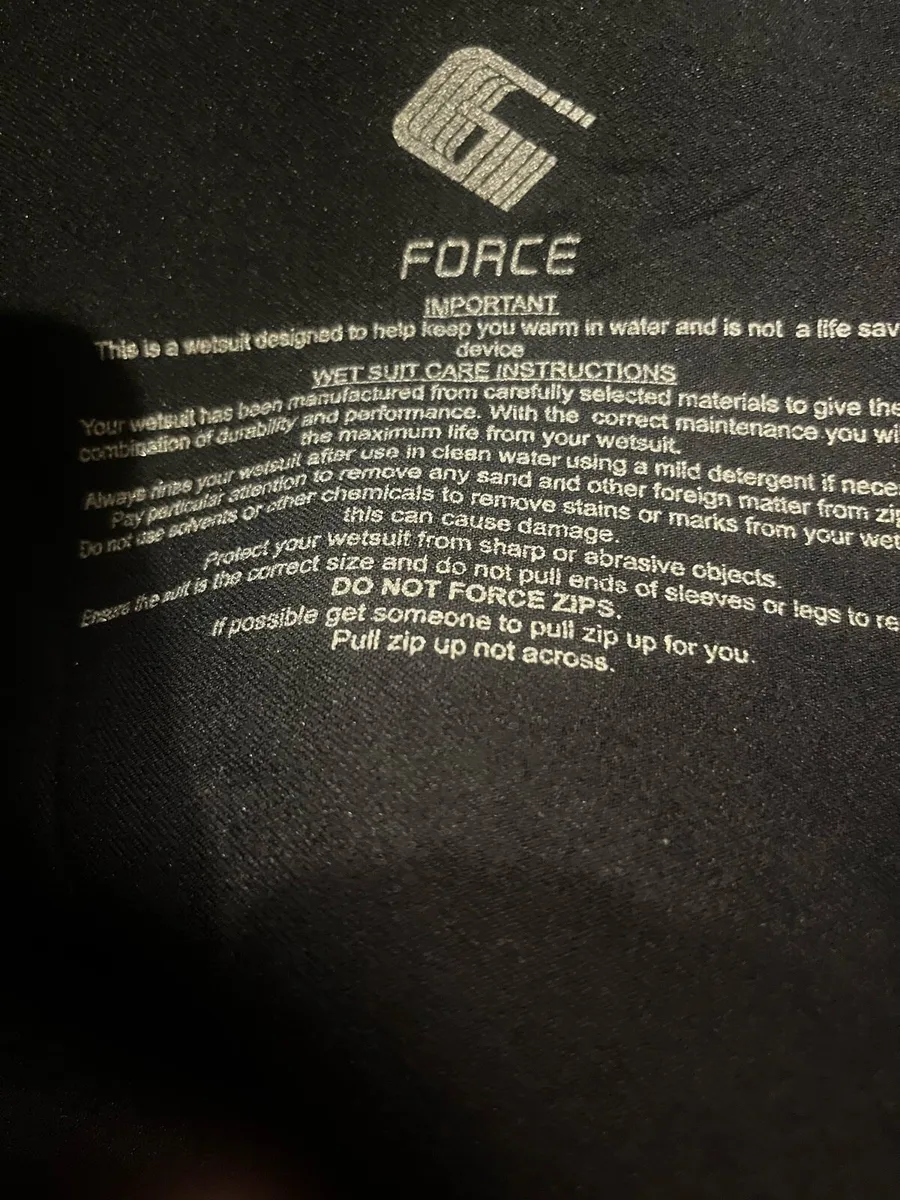 FORCE
IMPORTANT
This is a wetsuit designed to help keep you warm in water and is not a life sav
device
WET SUIT CARE INSTRUCTIONS
Your wetsuit has been manufactured from carefully selected materials to give the
combination of durability and performance. With the correct maintenance you wi
the maximum life from your wetsuit.
Always rinse your wetsuit after use in clean water using a mild detergent if nece
Pay particular attention to remove any sand and other foreign matter from zip
Do not use solvents or other chemicals to remove stains or marks from your wet
this can cause damage.
Protect your wetsuit from sharp or abrasive objects.
Ensure the suit is the correct size and do not pull ends of sleeves or legs to re
DO NOT FORCE ZIPS.
If possible get someone to pull zip up for you.
Pull zip up not across.